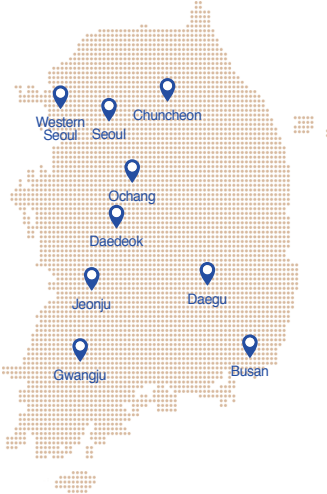 Chuncheon
Western
Seoul
Seoul
Ochang
Daedeok
Jeonju
Daegu
Gwangju
Busan